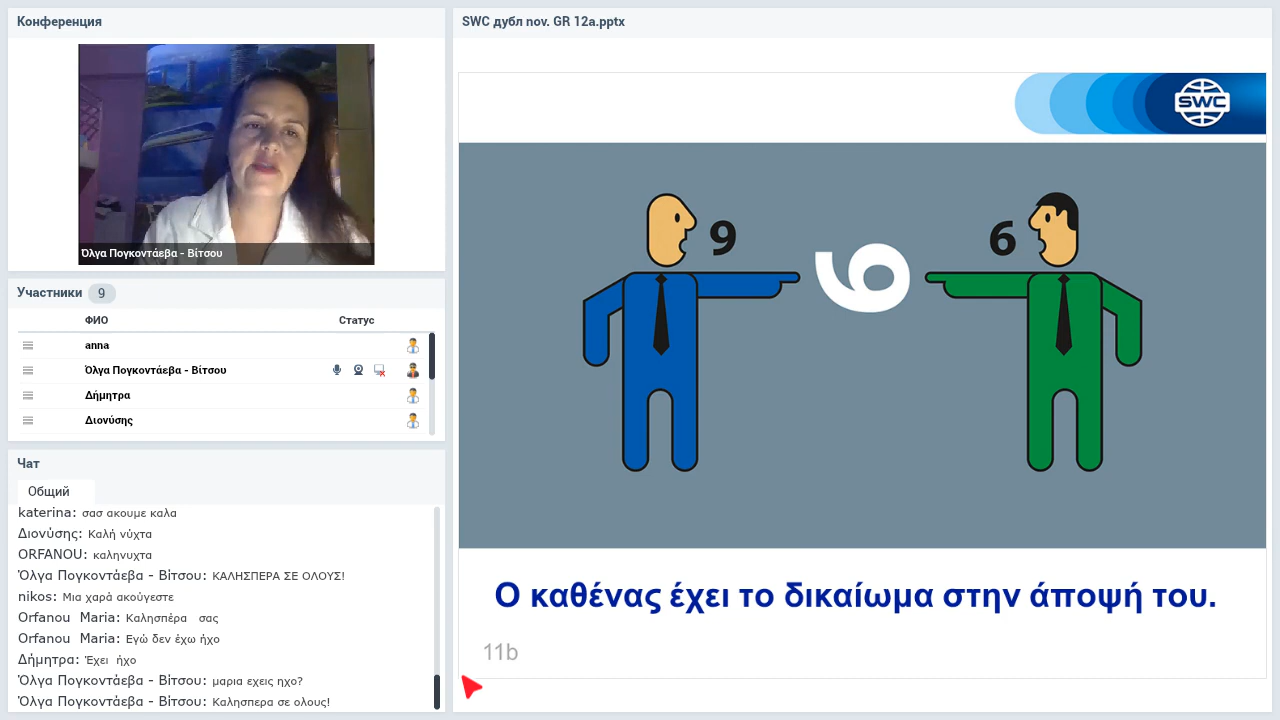 Конференция
Όλγα Πογκοντάεβα - Βίτσου
Участники 9
ФИО Статус
anna
Όλγα Πογκοντάεβα - Βίτσου
Δήμητρα
Διονύσης
Чат
Общий
katerina: σασ ακουμε καλα
Διονύσης: Καλή νύχτα
ORFANOU: καληνυχτα
Όλγα Πογκοντάεβα - Βίτσου: ΚΑΛΗΣΠΕΡΑ ΣΕ ΟΛΟΥΣ!
nikos: Μια χαρά ακούγεστε
Orfanou Maria: Καλησπέρα σας
Orfanou Maria: Εγώ δεν έχω ήχο
Δήμητρα: Έχει ήχο
Όλγα Πογκοντάεβα - Βίτσου: μαρια εχεις ηχο?
Όλγα Πογκοντάεβα - Βίτσου: Καλησπερα σε ολους!
SWC дубл nov. GR 12a.pptx
SWC
9 6 6
Ο καθένας έχει το δικαίωμα στην άποψή του.
11b